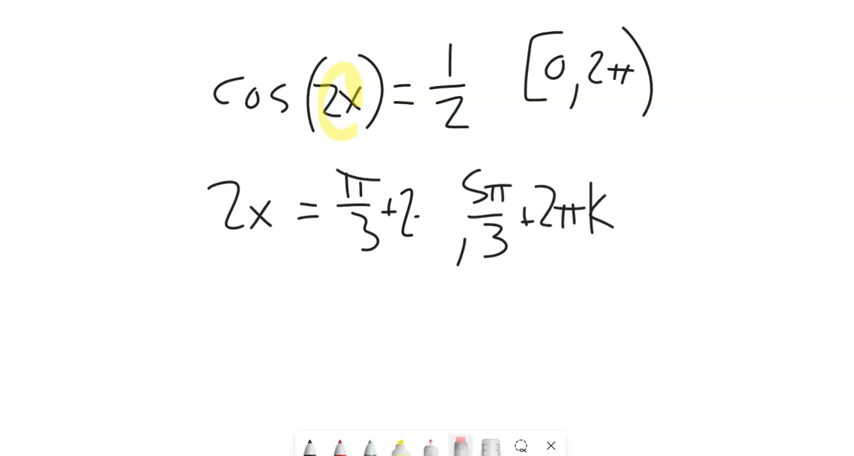 cos(2x) = 1/2 [0, 2π)
2x = π/3 + 2 , 5π/3 + 2πk